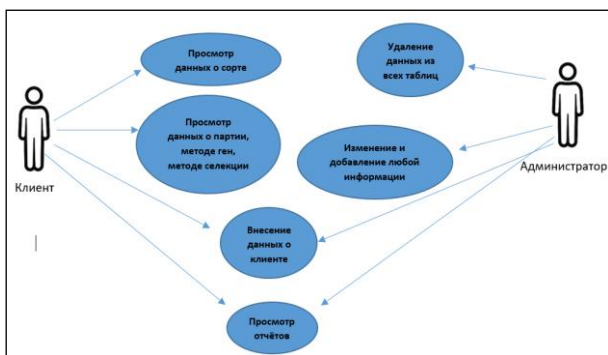 Просмотр
данных о сорте
Удаление
данных из
всех таблиц
Просмотр
данных о партии,
методе ген,
методе селекции
Изменение и
добавление любой
информации
Клиент
Администратор
Внесение
данных о
клиенте
Просмотр
отчётов